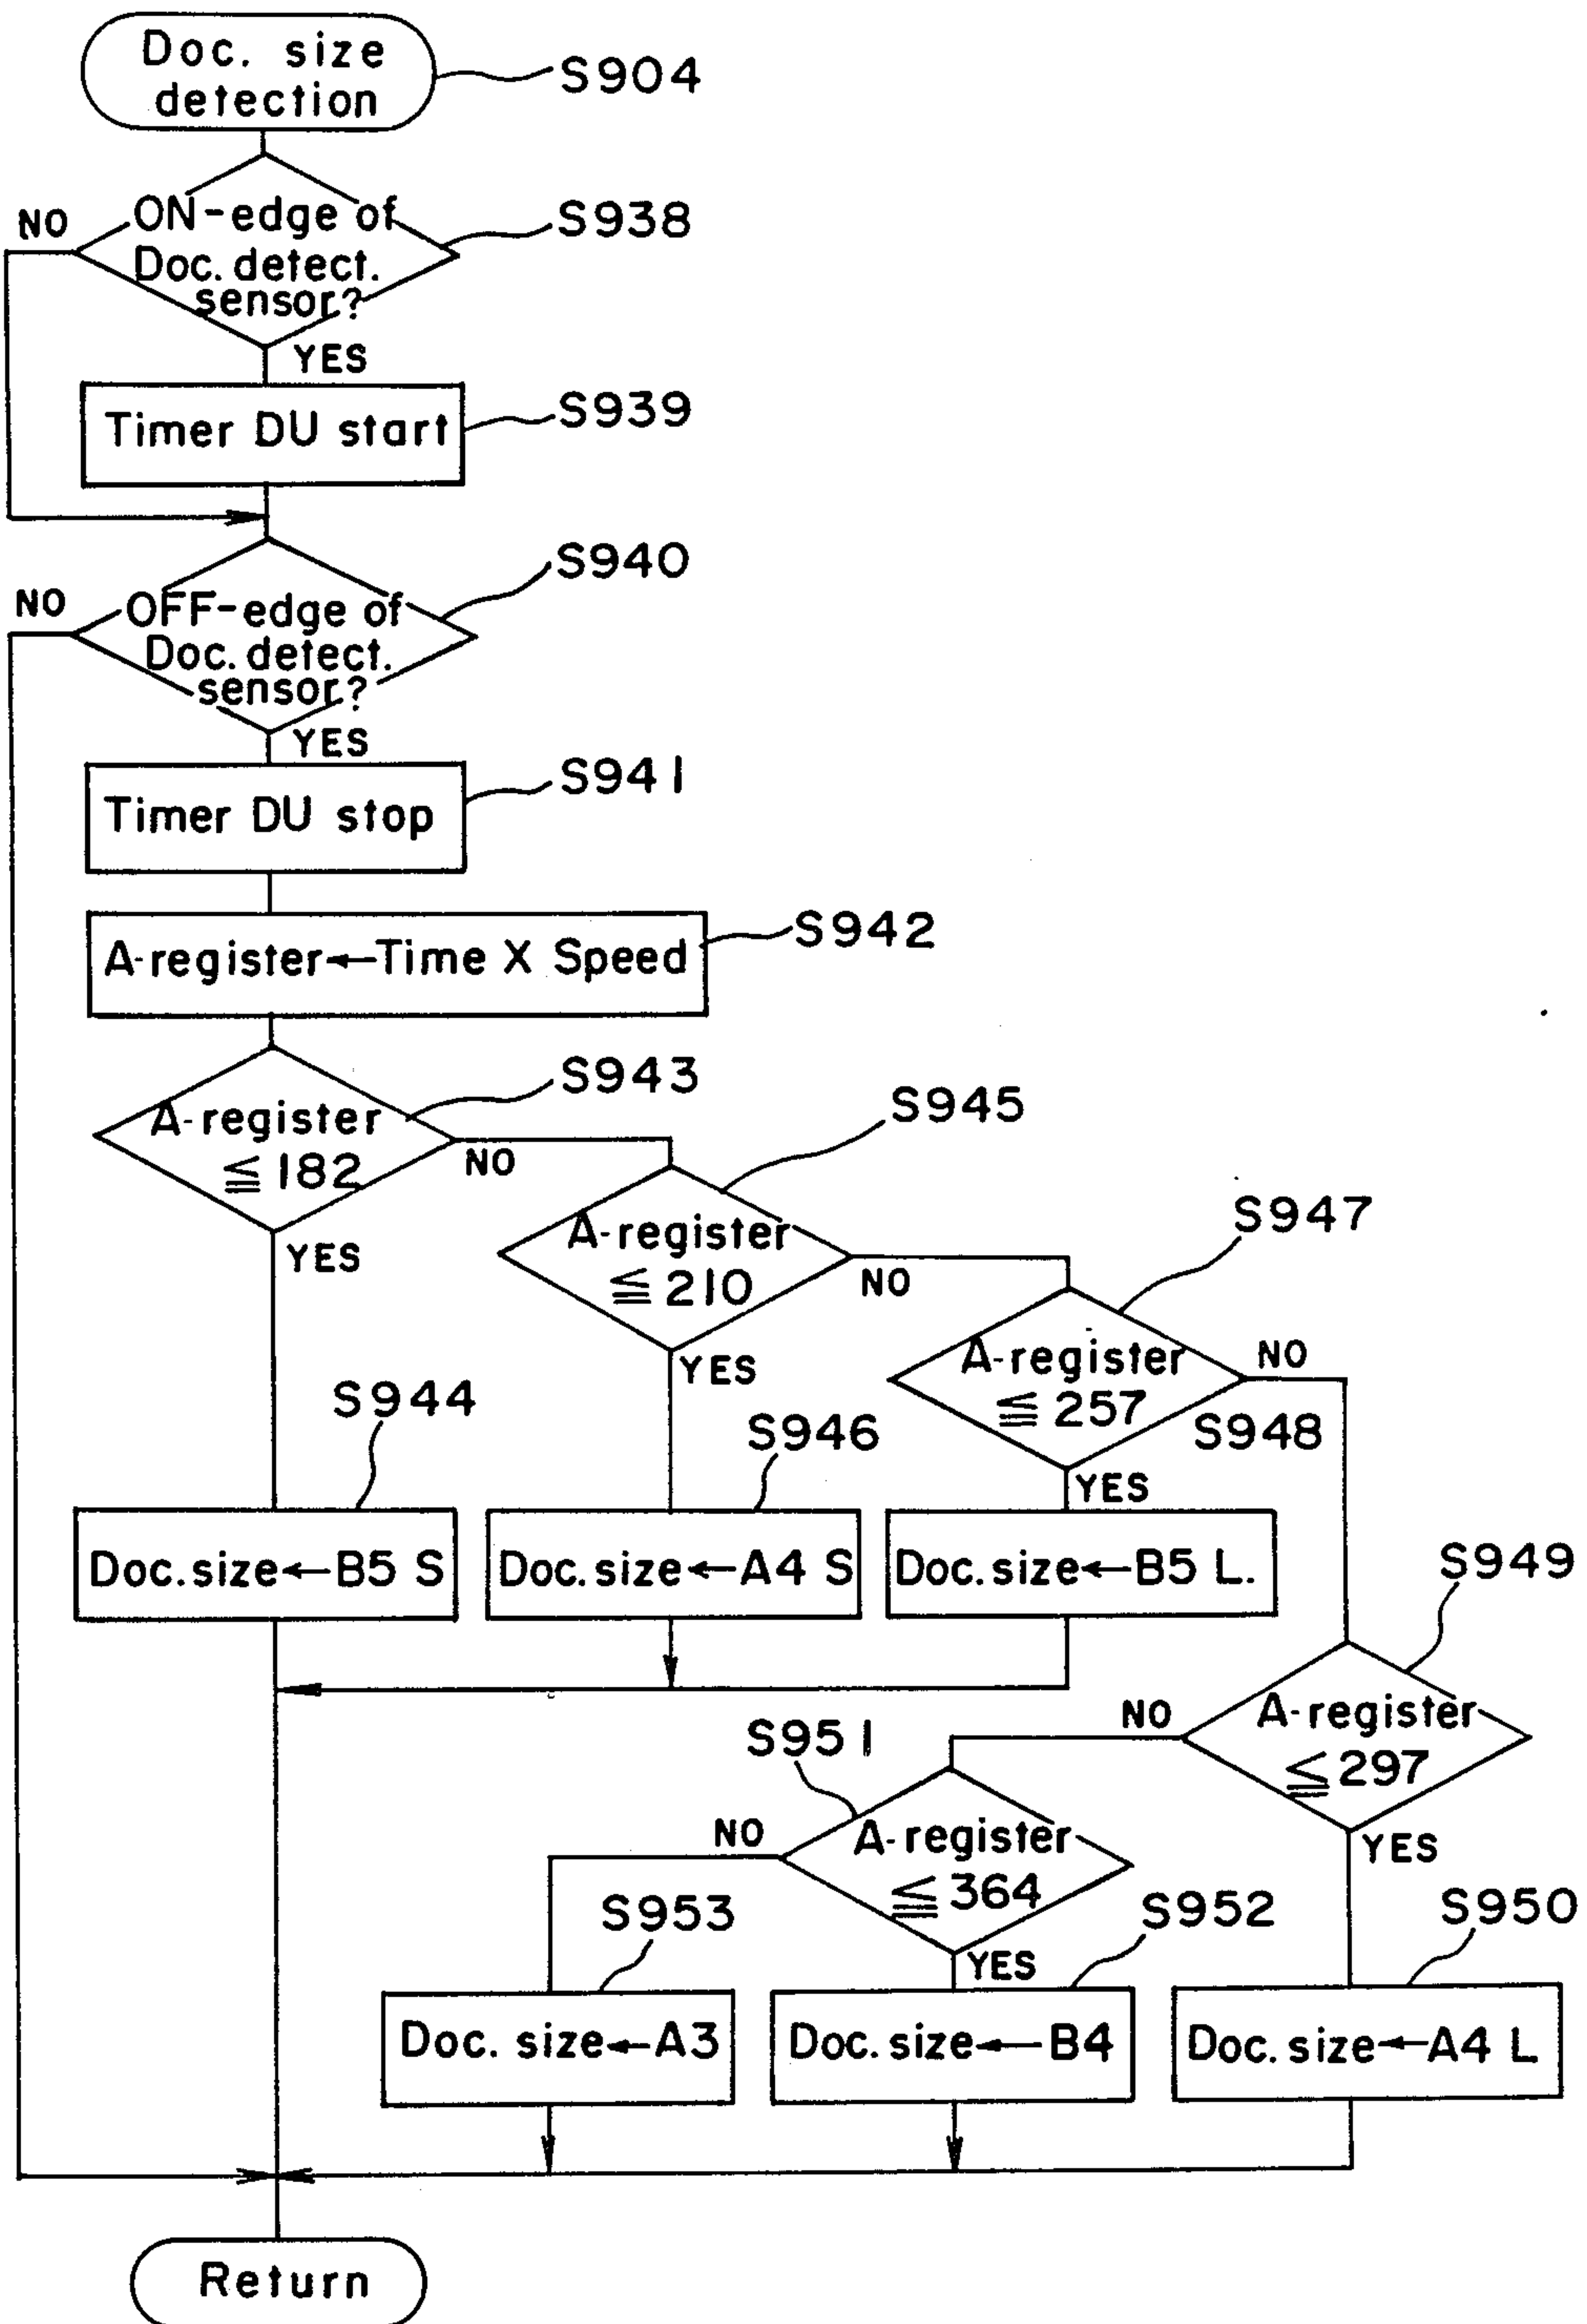 Doc. size
detection
S904
NO
ON-edge of
Doc. detect.
sensor?
S938
YES
Timer DU start
S939
NO
OFF-edge of
Doc. detect.
sensor?
S940
YES
Timer DU stop
S941
A-register←Time X Speed
S942
A-register
≦ 182
S943
NO
YES
A-register
≦ 210
S945
NO
YES
A-register
≦ 257
S947
NO
YES
S944
Doc. size←B5 S
S946
Doc. size←A4 S
S948
Doc. size←B5 L.
S949
A-register
≦ 297
NO
YES
S951
A-register
≦ 364
NO
YES
S953
Doc. size←A3
S952
Doc. size←B4
S950
Doc. size←A4 L
Return